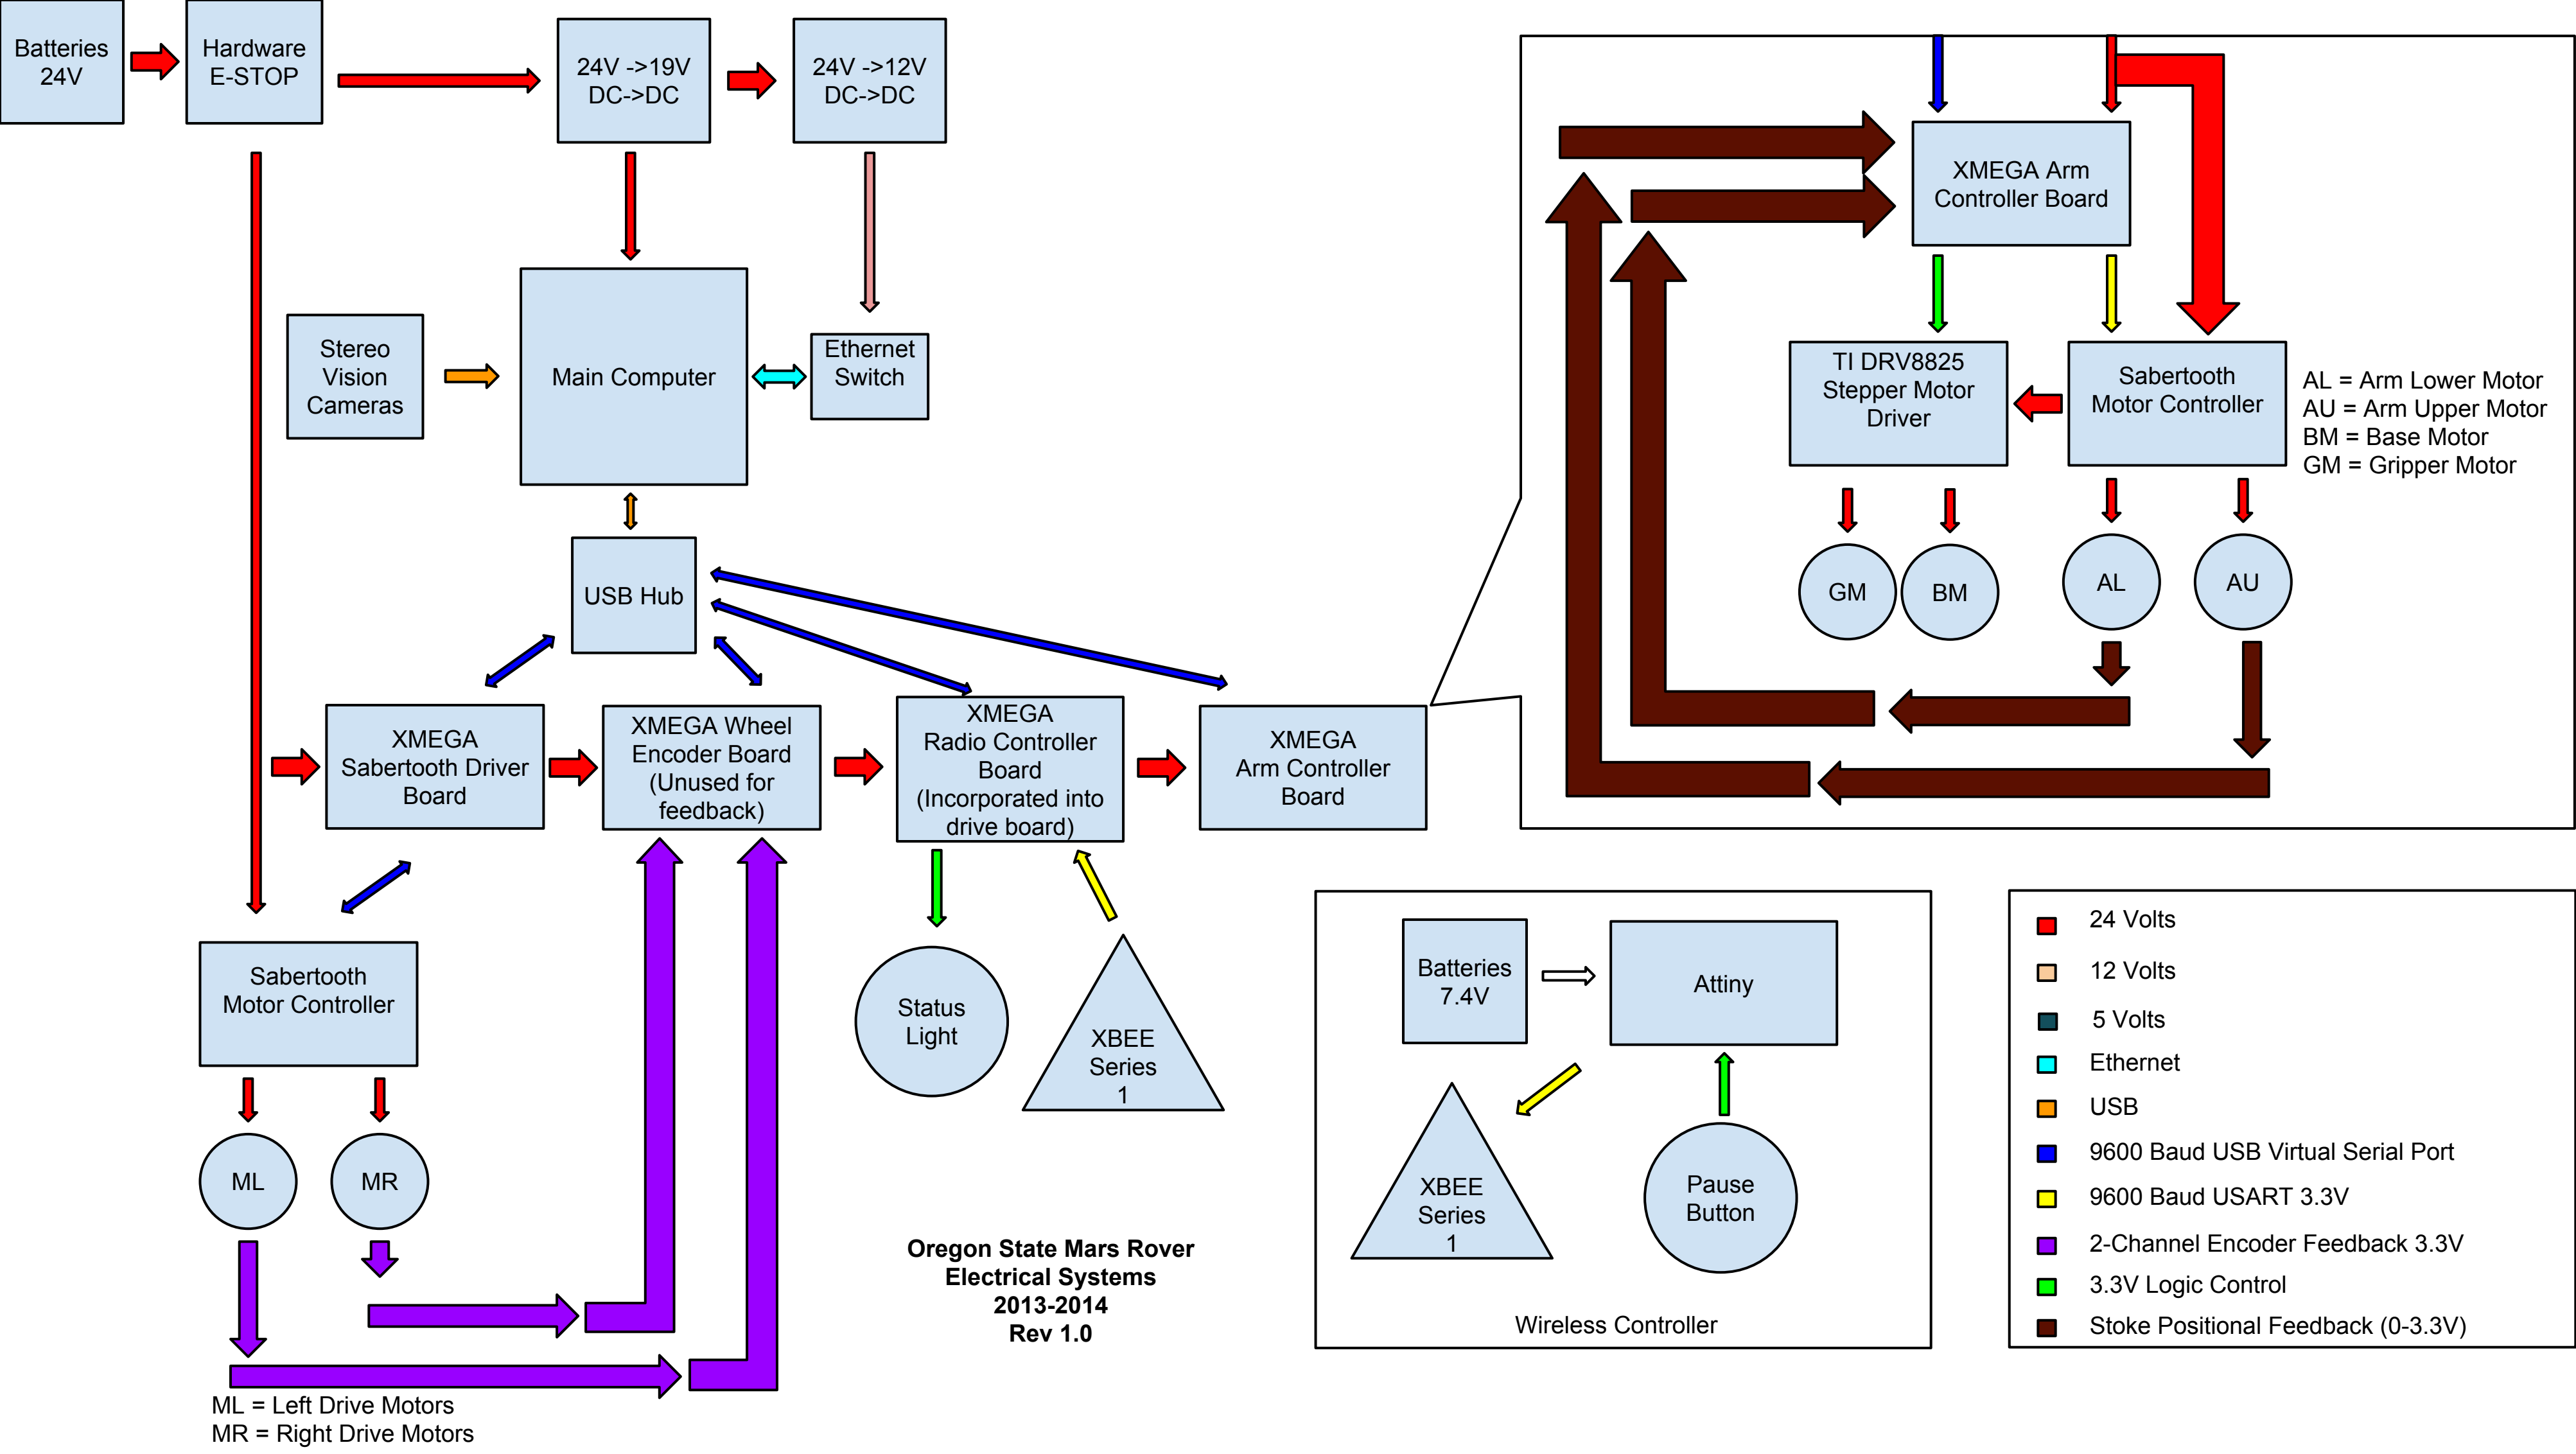 Batteries
24V
Hardware
E-STOP
24V ->19V
DC->DC
24V ->12V
DC->DC
Stereo
Vision
Cameras
Main Computer
Ethernet
Switch
USB Hub
XMEGA
Sabertooth Driver
Board
XMEGA Wheel
Encoder Board
(Unused for
feedback)
XMEGA
Radio Controller
Board
(Incorporated into
drive board)
XMEGA
Arm Controller
Board
Sabertooth
Motor Controller
ML
MR
Status
Light
XBEE
Series
1
ML = Left Drive Motors
MR = Right Drive Motors
Oregon State Mars Rover
Electrical Systems
2013-2014
Rev 1.0
XMEGA Arm
Controller Board
TI DRV8825
Stepper Motor
Driver
Sabertooth
Motor Controller
AL = Arm Lower Motor
AU = Arm Upper Motor
BM = Base Motor
GM = Gripper Motor
GM
BM
AL
AU
Batteries
7.4V
Attiny
XBEE
Series
1
Pause
Button
Wireless Controller
24 Volts
12 Volts
5 Volts
Ethernet
USB
9600 Baud USB Virtual Serial Port
9600 Baud USART 3.3V
2-Channel Encoder Feedback 3.3V
3.3V Logic Control
Stoke Positional Feedback (0-3.3V)